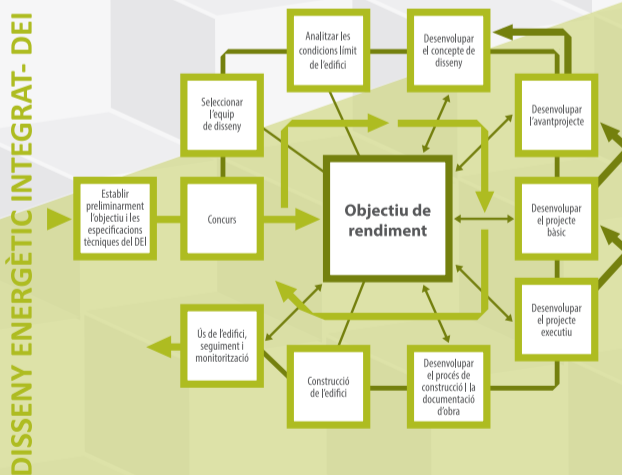 DISSENY ENERGÈTIC INTEGRAT- DEI
Establir
preliminarment
l'objectiu i les
especificacions
tècniques del DEI
Concurs
Seleccionar
l'equip
de disseny
Analitzar les
condicions límit
de l'edifici
Desenvolupar
el concepte de
disseny
Desenvolupar
l'avantprojecte
Desenvolupar
el projecte
bàsic
Desenvolupar
el projecte
executiu
Desenvolupar
el procés de
construcció I la
documentació
d'obra
Construcció
de l'edifici
Ús de l'edifici,
seguiment i
monitorització
Objectiu de
rendiment